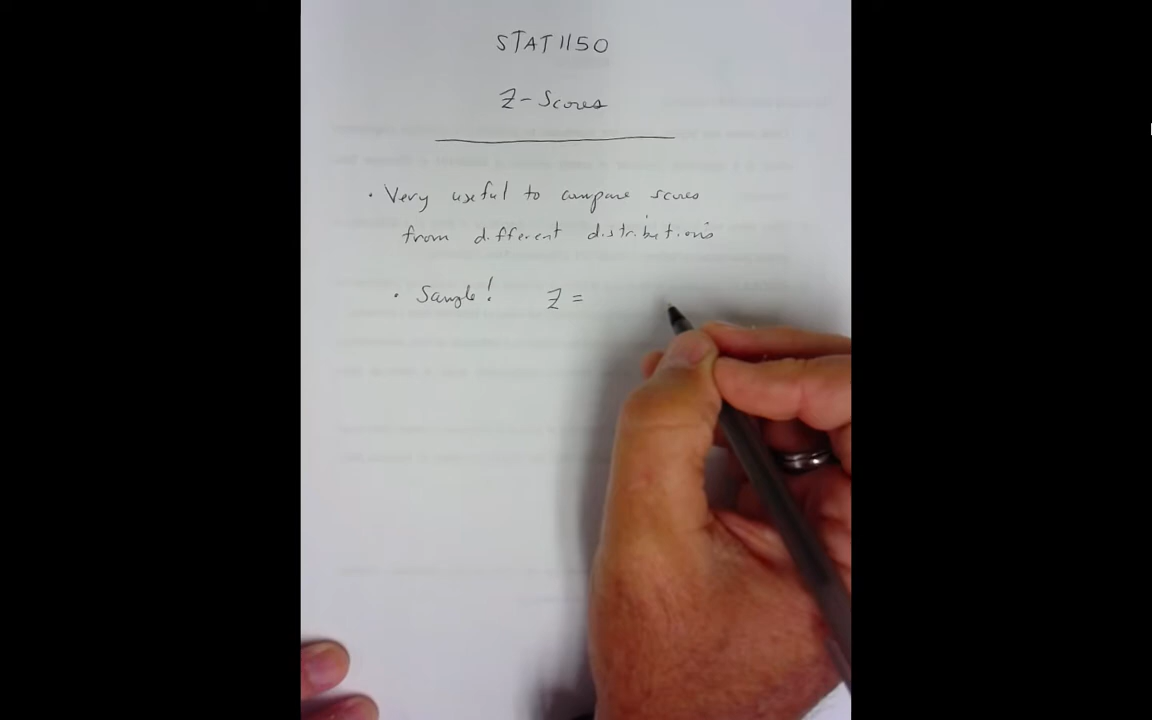 STAT 1150
Z-Scores
• Very useful to compare scores
from different distributions
• Sample! Z =